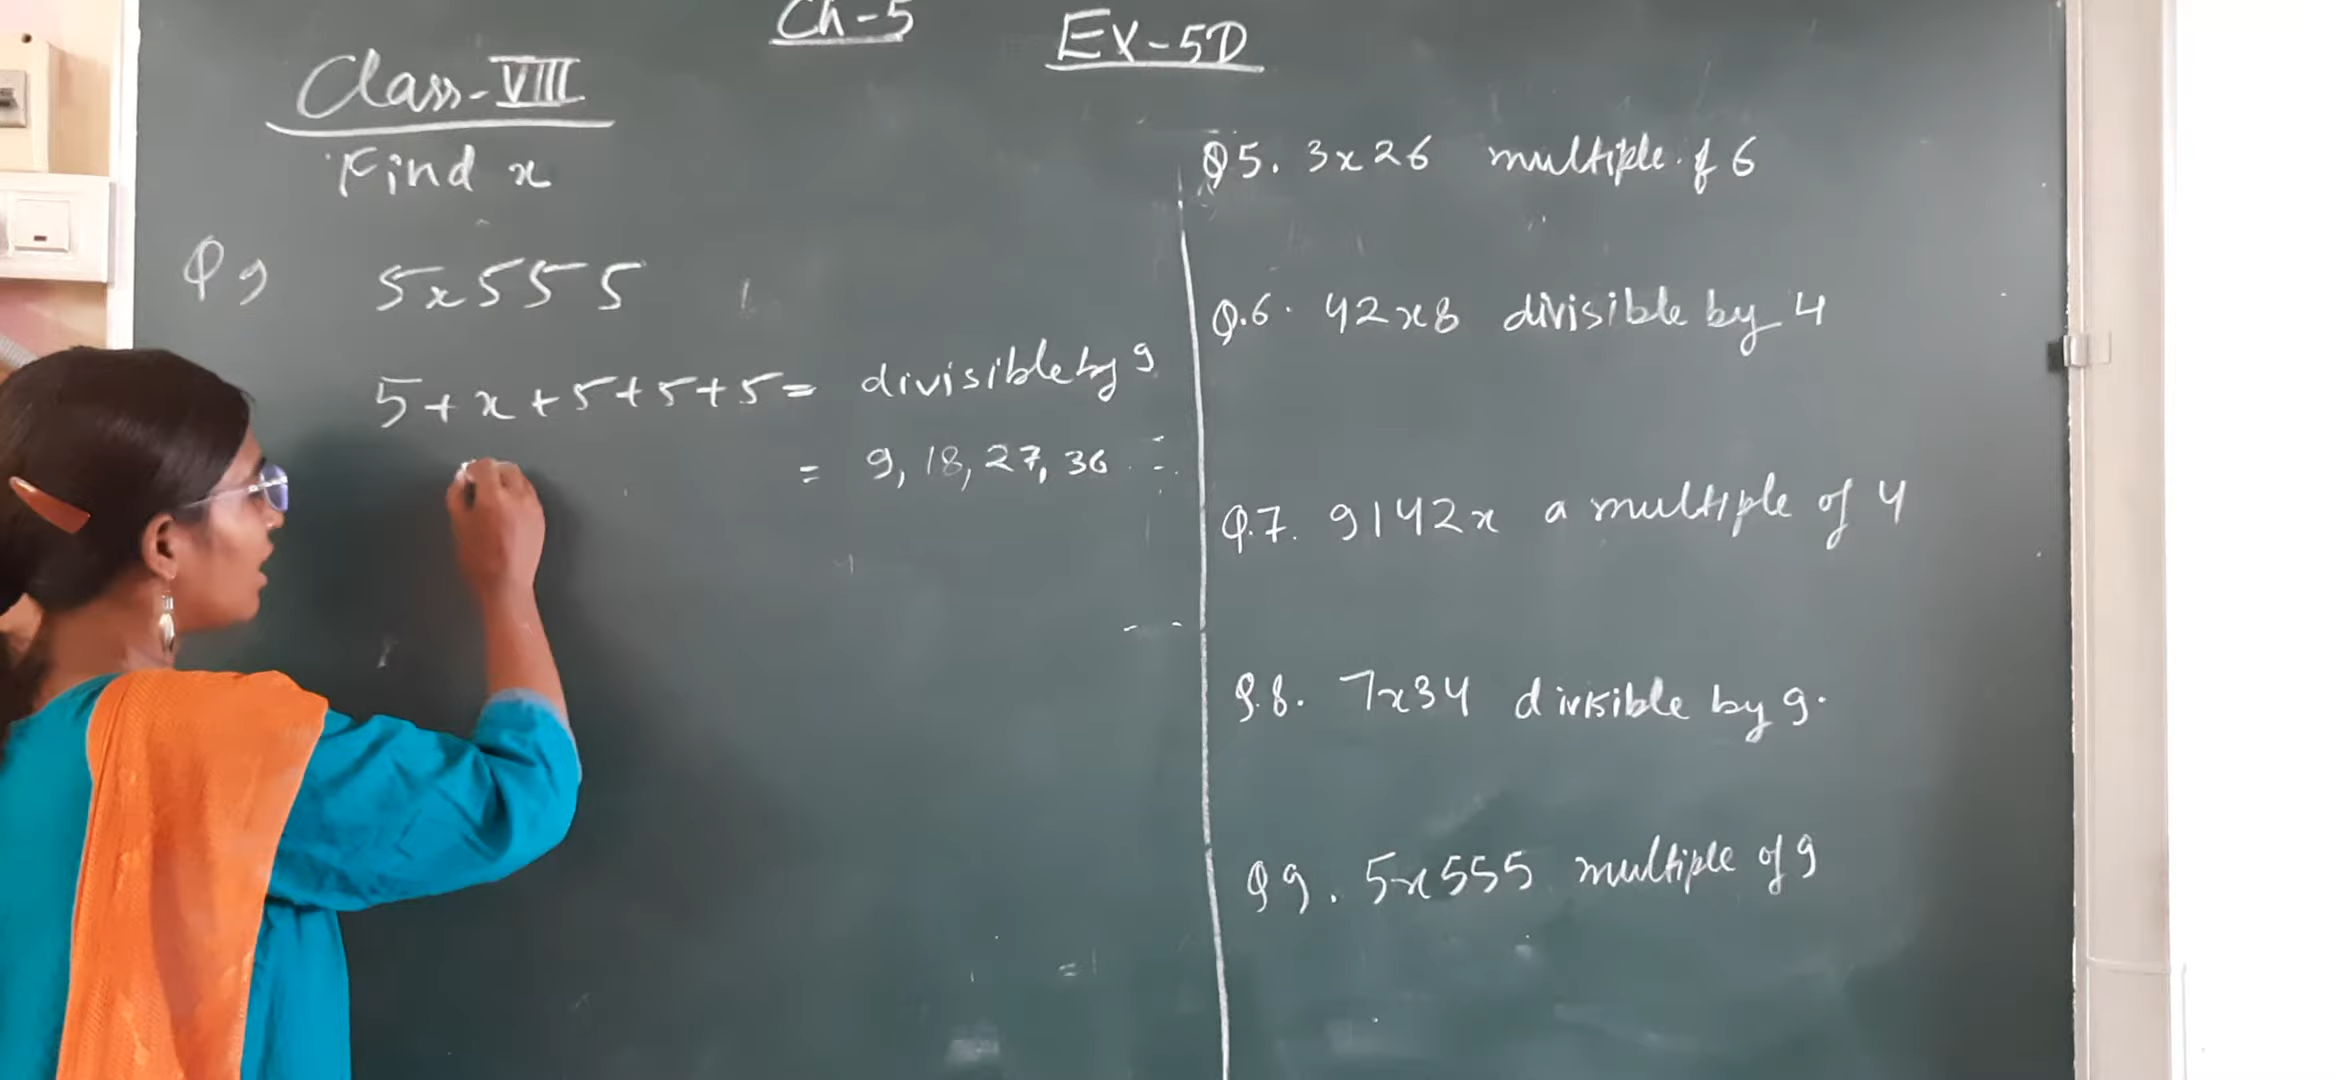 Ch-5
Ex-5D
Class-VIII
Find x
Q9 5x555
5+x+5+5+5= divisible by 9
= 9, 18, 27, 36
Q5. 3x26 multiple of 6
Q.6. 42x8 divisible by 4
Q.7. 9142x a multiple of 4
Q.8. 7x34 divisible by 9.
Q9. 5x555 multiple of 9